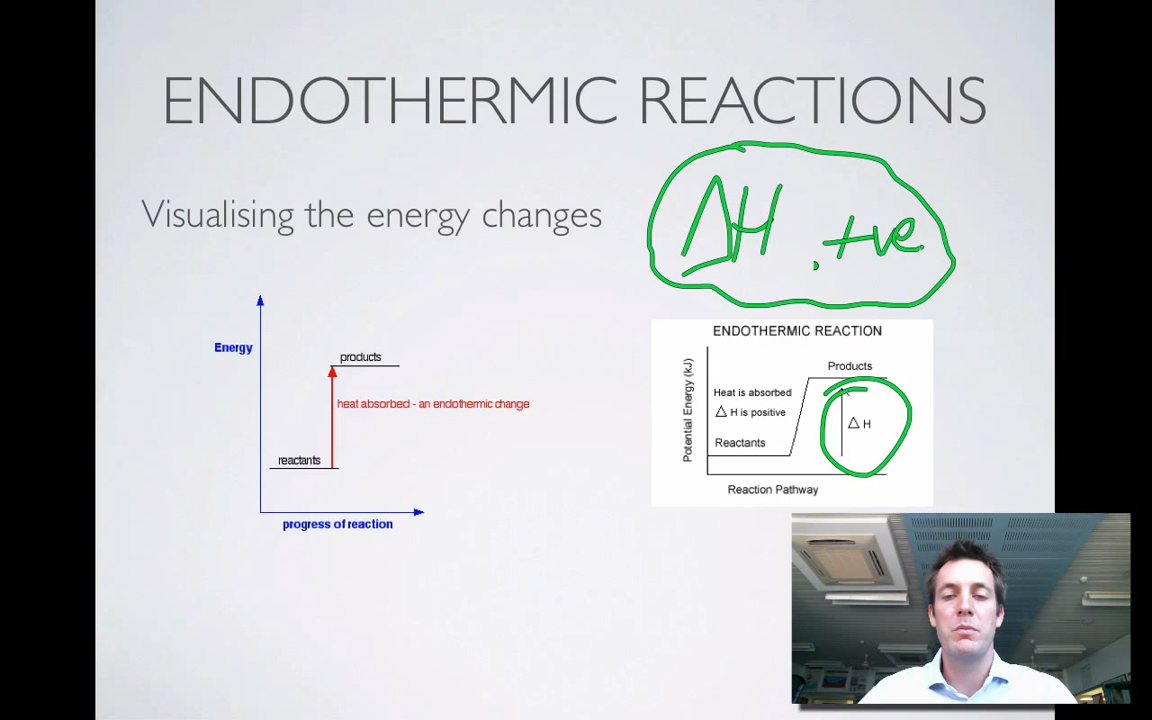 ENDOTHERMIC REACTIONS
Visualising the energy changes
ΔH +ve
Energy
products
heat absorbed - an endothermic change
reactants
progress of reaction
ENDOTHERMIC REACTION
Potential Energy (kJ)
Products
Heat is absorbed
△ H is positive
△ H
Reactants
Reaction Pathway